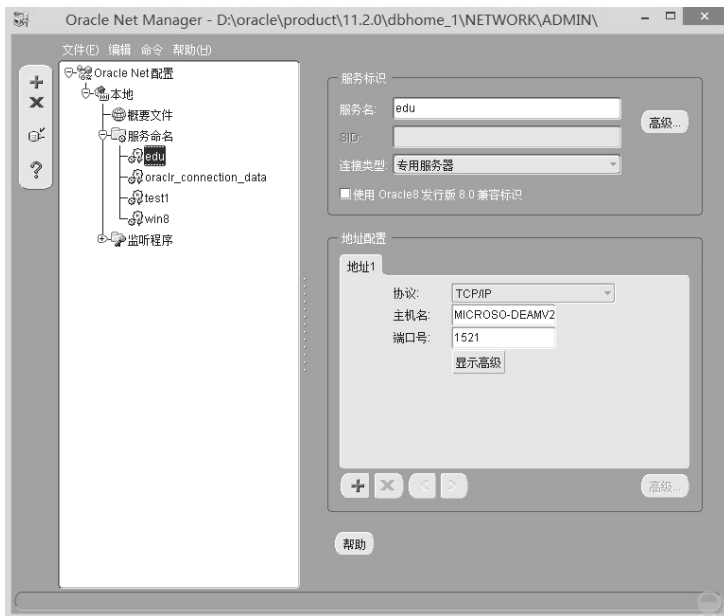 Oracle Net Manager - D:\oracle\product\11.2.0\dbhome_1\NETWORK\ADMIN\
文件(F) 编辑 命令 帮助(H)
Oracle Net 配置
本地
概要文件
服务命名
edu
oraclr_connection_data
test1
win8
监听程序
服务标识
服务名: edu
高级...
SID:
连接类型: 专用服务器
使用 Oracle8 发行版 8.0 兼容标识
地址配置
地址1
协议: TCP/IP
主机名: MICROSO-DEAMV2
端口号: 1521
显示高级
高级...
帮助